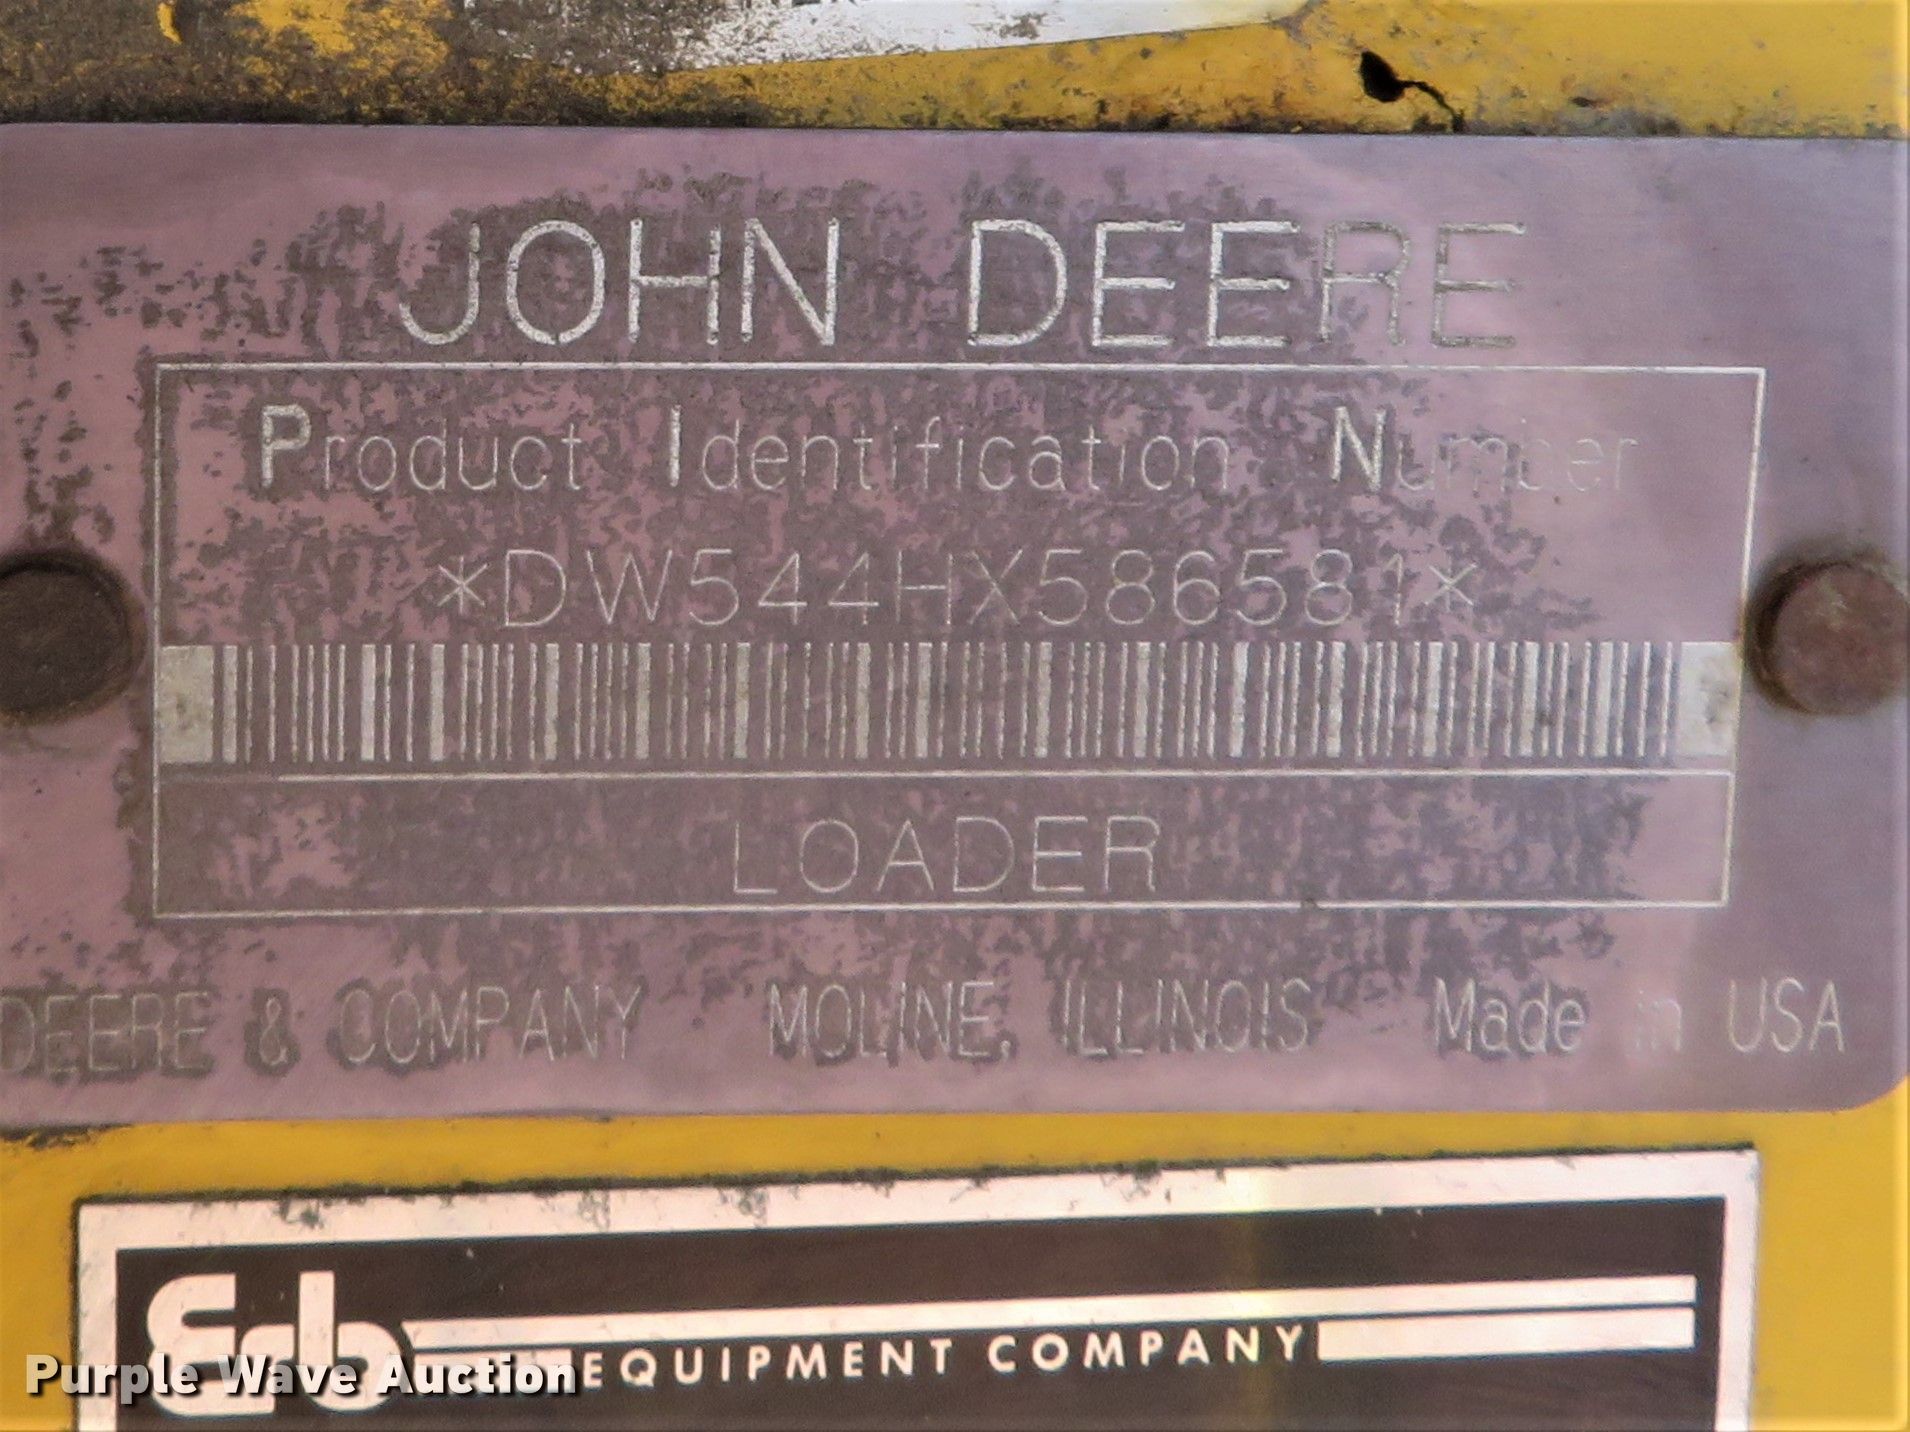 JOHN DEERE
Product Identification Number
*DW544HX586581*
LOADER
DEERE & COMPANY MOLINE, ILLINOIS Made in USA
Erb EQUIPMENT COMPANY
Purple Wave Auction